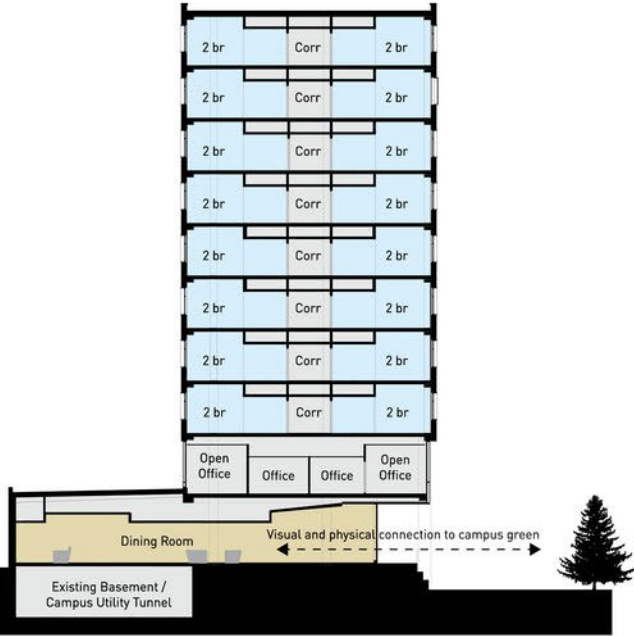 2 br Corr 2 br
2 br Corr 2 br
2 br Corr 2 br
2 br Corr 2 br
2 br Corr 2 br
2 br Corr 2 br
2 br Corr 2 br
2 br Corr 2 br
Open
Office
Office
Office
Open
Office
Dining Room
Visual and physical connection to campus green
Existing Basement /
Campus Utility Tunnel